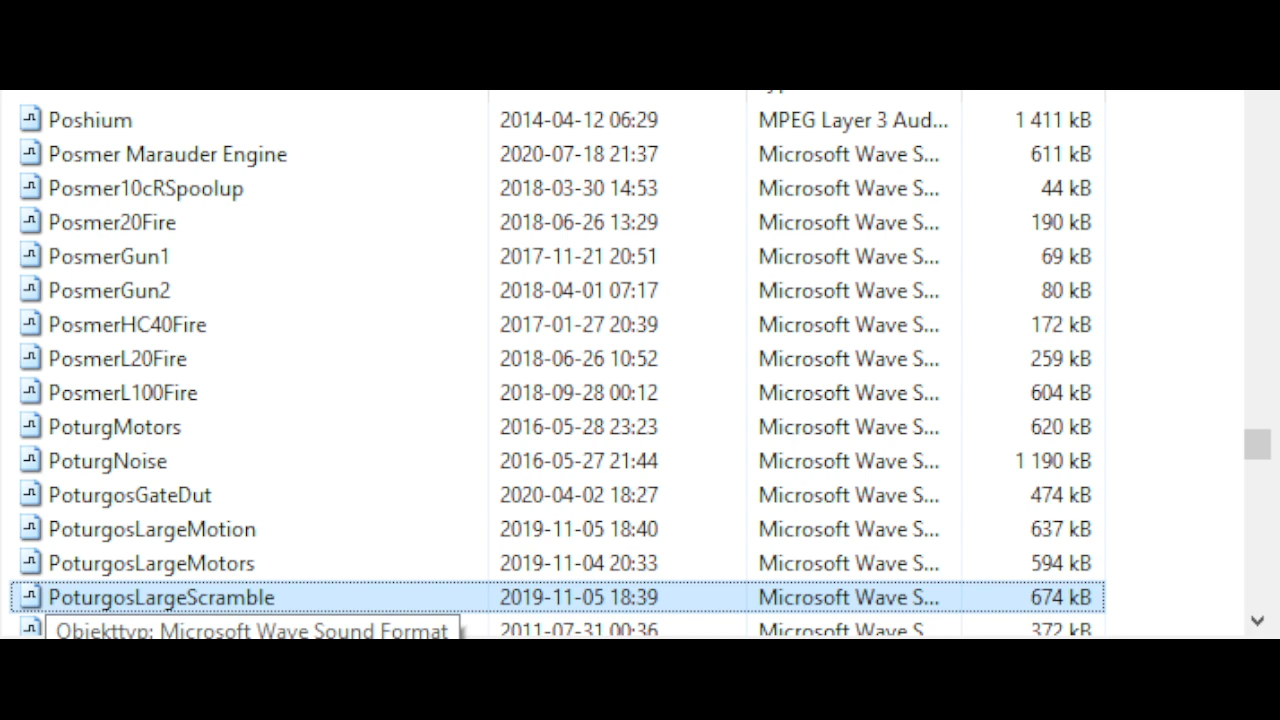 Poshium 2014-04-12 06:29 MPEG Layer 3 Aud... 1 411 kB
Posmer Marauder Engine 2020-07-18 21:37 Microsoft Wave S... 611 kB
Posmer10cRSpoolup 2018-03-30 14:53 Microsoft Wave S... 44 kB
Posmer20Fire 2018-06-26 13:29 Microsoft Wave S... 190 kB
PosmerGun1 2017-11-21 20:51 Microsoft Wave S... 69 kB
PosmerGun2 2018-04-01 07:17 Microsoft Wave S... 80 kB
PosmerHC40Fire 2017-01-27 20:39 Microsoft Wave S... 172 kB
PosmerL20Fire 2018-06-26 10:52 Microsoft Wave S... 259 kB
PosmerL100Fire 2018-09-28 00:12 Microsoft Wave S... 604 kB
PoturgMotors 2016-05-28 23:23 Microsoft Wave S... 620 kB
PoturgNoise 2016-05-27 21:44 Microsoft Wave S... 1 190 kB
PoturgosGateDut 2020-04-02 18:27 Microsoft Wave S... 474 kB
PoturgosLargeMotion 2019-11-05 18:40 Microsoft Wave S... 637 kB
PoturgosLargeMotors 2019-11-04 20:33 Microsoft Wave S... 594 kB
PoturgosLargeScramble 2019-11-05 18:39 Microsoft Wave S... 674 kB
Objekttyp: Microsoft Wave Sound Format 2011-07-31 00:36 Microsoft Wave S 372 kB